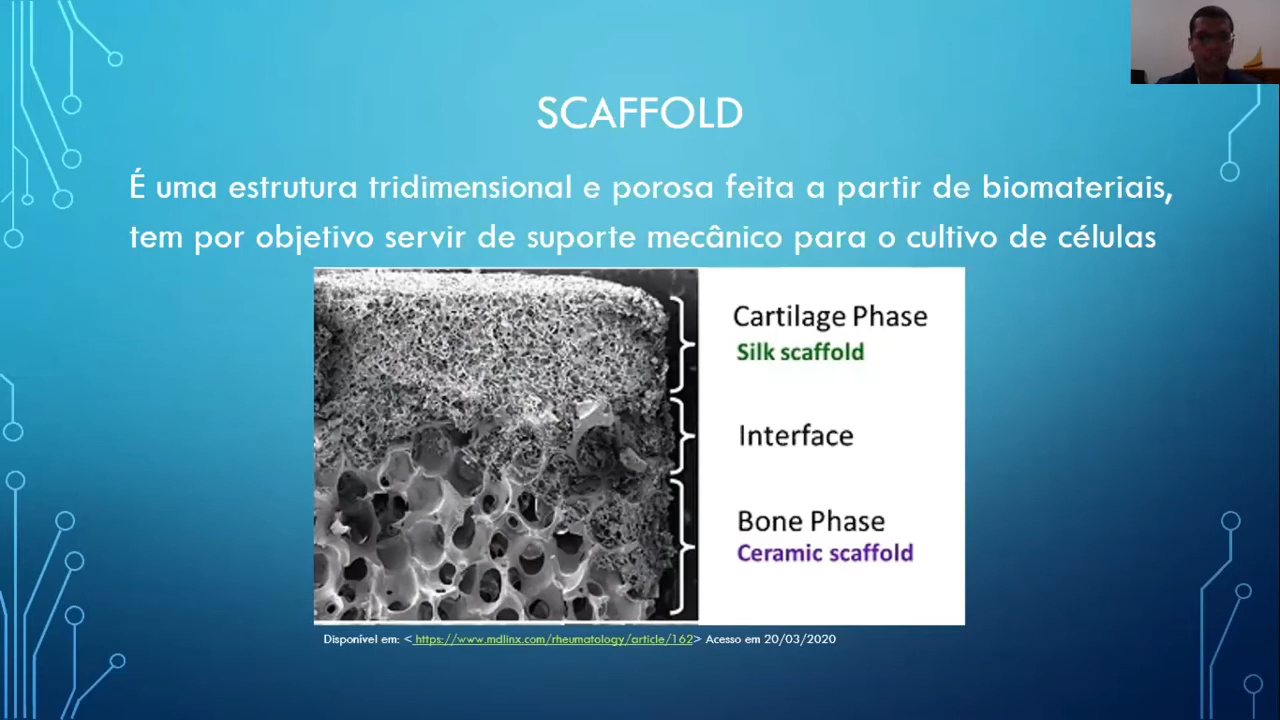 SCAFFOLD
É uma estrutura tridimensional e porosa feita a partir de biomateriais,
tem por objetivo servir de suporte mecânico para o cultivo de células
Cartilage Phase
Silk scaffold
Interface
Bone Phase
Ceramic scaffold
Disponível em: < https://www.mdlinx.com/rheumatology/article/162> Acesso em 20/03/2020